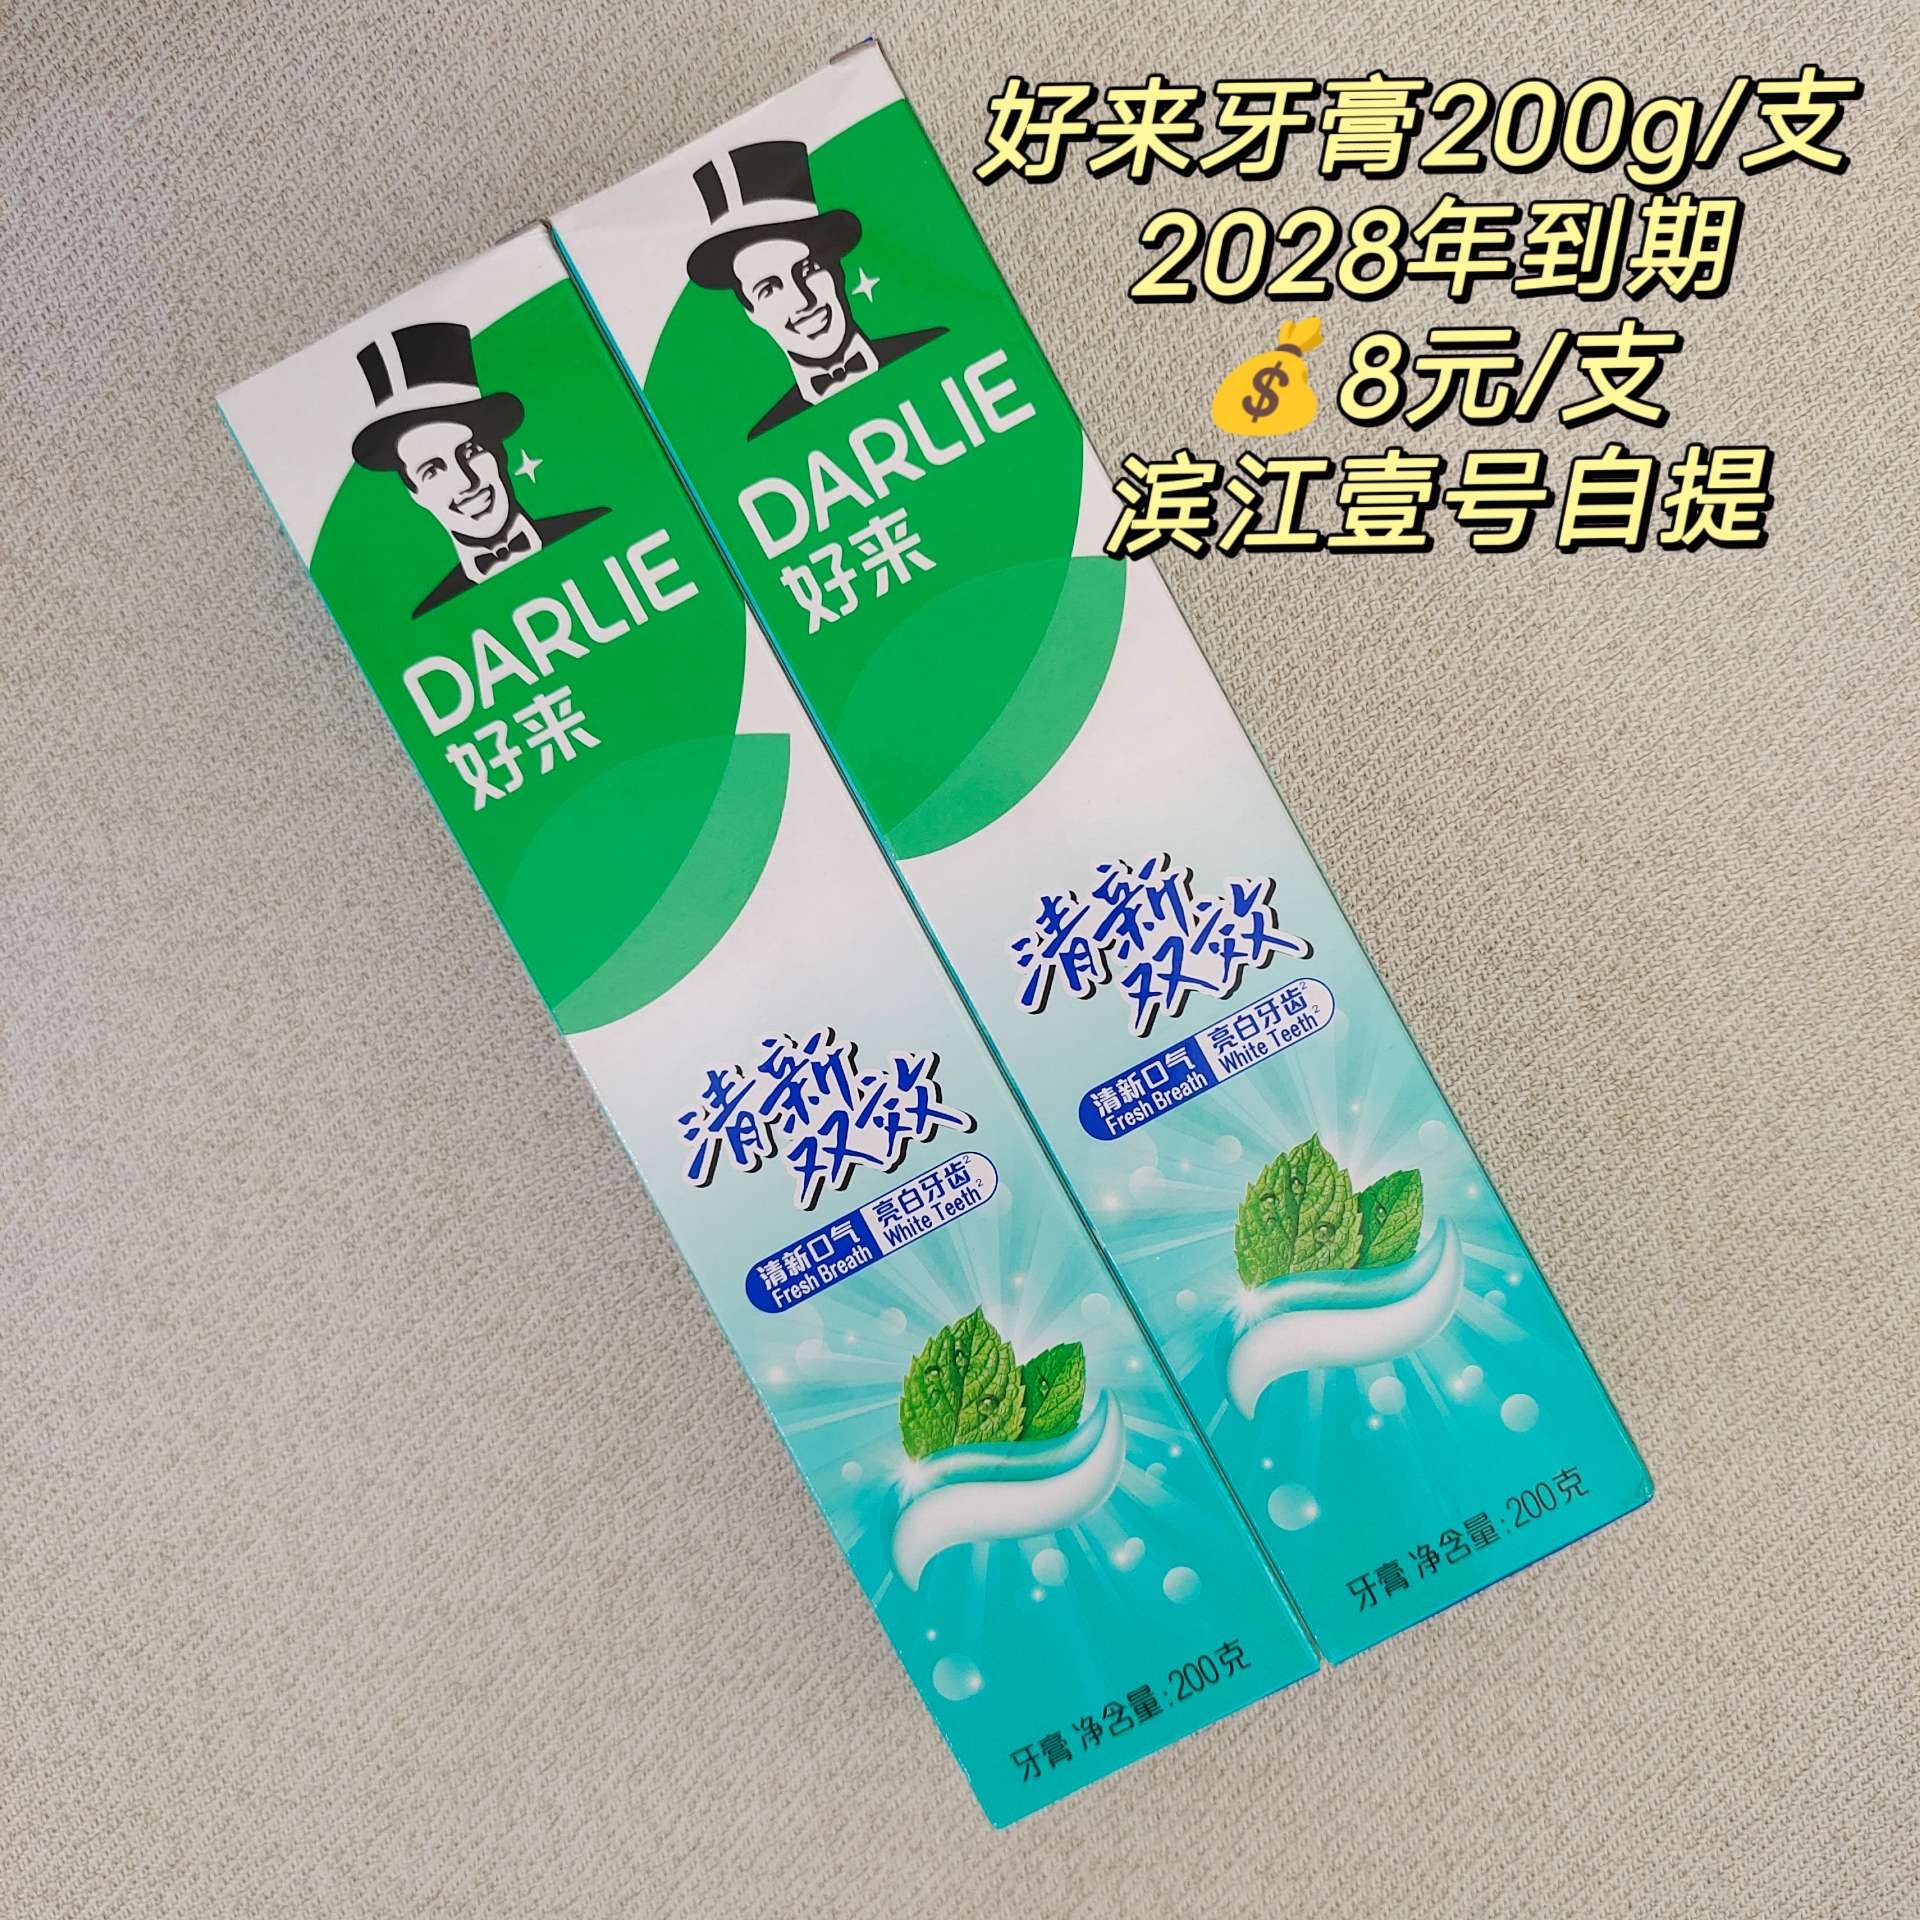 好来牙膏200g/支
2028年到期
💰8元/支
滨江壹号自提
DARLIE
好来
清新
双效
清新口气
Fresh Breath
亮白牙齿²
White Teeth²
牙膏 净含量:200克
DARLIE
好来
清新
双效
清新口气
Fresh Breath
亮白牙齿²
White Teeth²
牙膏 净含量:200克